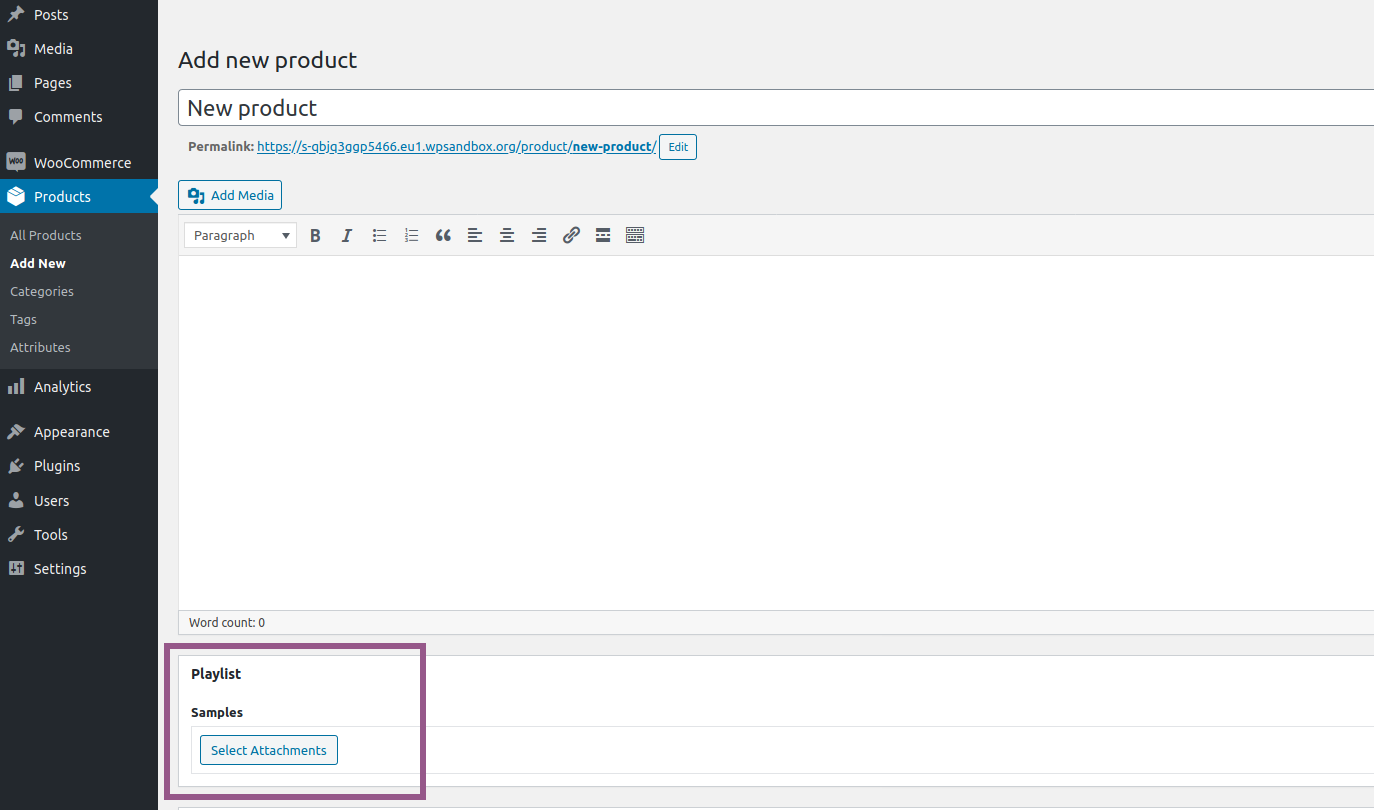 Posts
Media
Pages
Comments
Woo WooCommerce
Products
All Products
Add New
Categories
Tags
Attributes
Analytics
Appearance
Plugins
Users
Tools
Settings
Add new product
New product
Permalink: https://s-qbjq3ggp5466.eu1.wpsandbox.org/product/new-product/ Edit
Add Media
Paragraph B I
Word count: 0
Playlist
Samples
Select Attachments